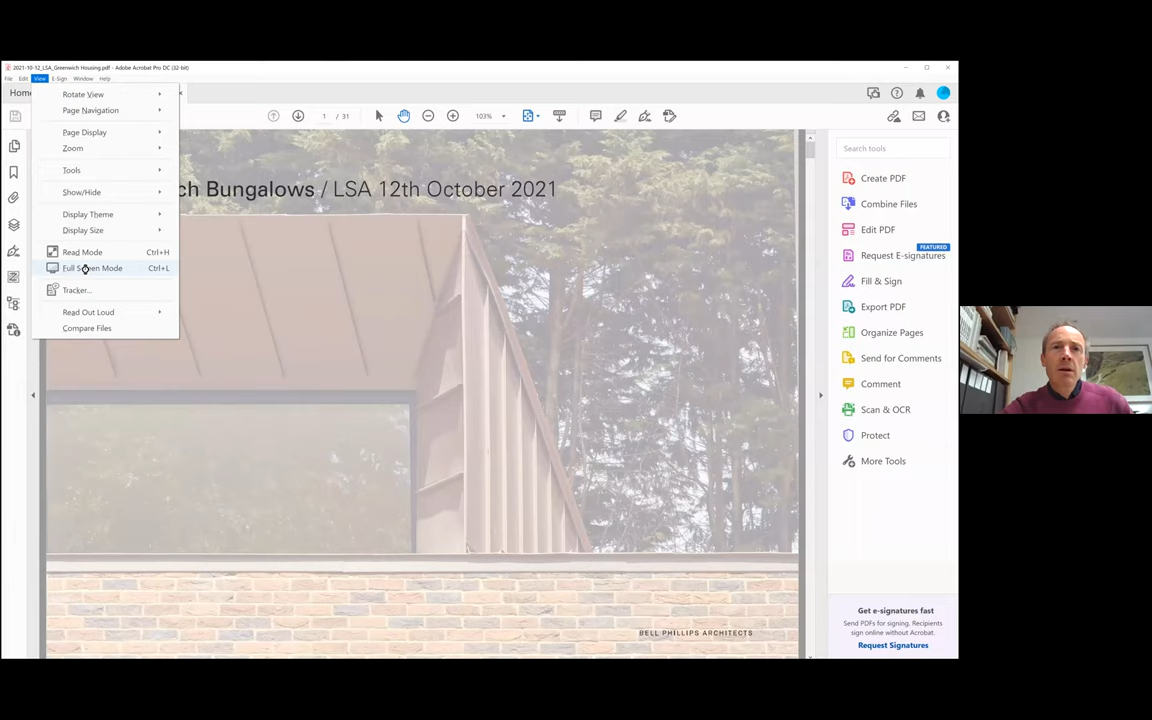 2021-10-12_LSA_Greenwich Housing.pdf - Adobe Acrobat Pro DC (32-bit)
File Edit View E-Sign Window Help
Home
1 / 31
103%
Rotate View
Page Navigation
Page Display
Zoom
Tools
Show/Hide
Display Theme
Display Size
Read Mode Ctrl+H
Full Screen Mode Ctrl+L
Tracker...
Read Out Loud
Compare Files
ch Bungalows / LSA 12th October 2021
BELL PHILLIPS ARCHITECTS
Search tools
Create PDF
Combine Files
Edit PDF
FEATURED
Request E-signatures
Fill & Sign
Export PDF
Organize Pages
Send for Comments
Comment
Scan & OCR
Protect
More Tools
Get e-signatures fast
Send PDFs for signing. Recipients
sign online without Acrobat.
Request Signatures